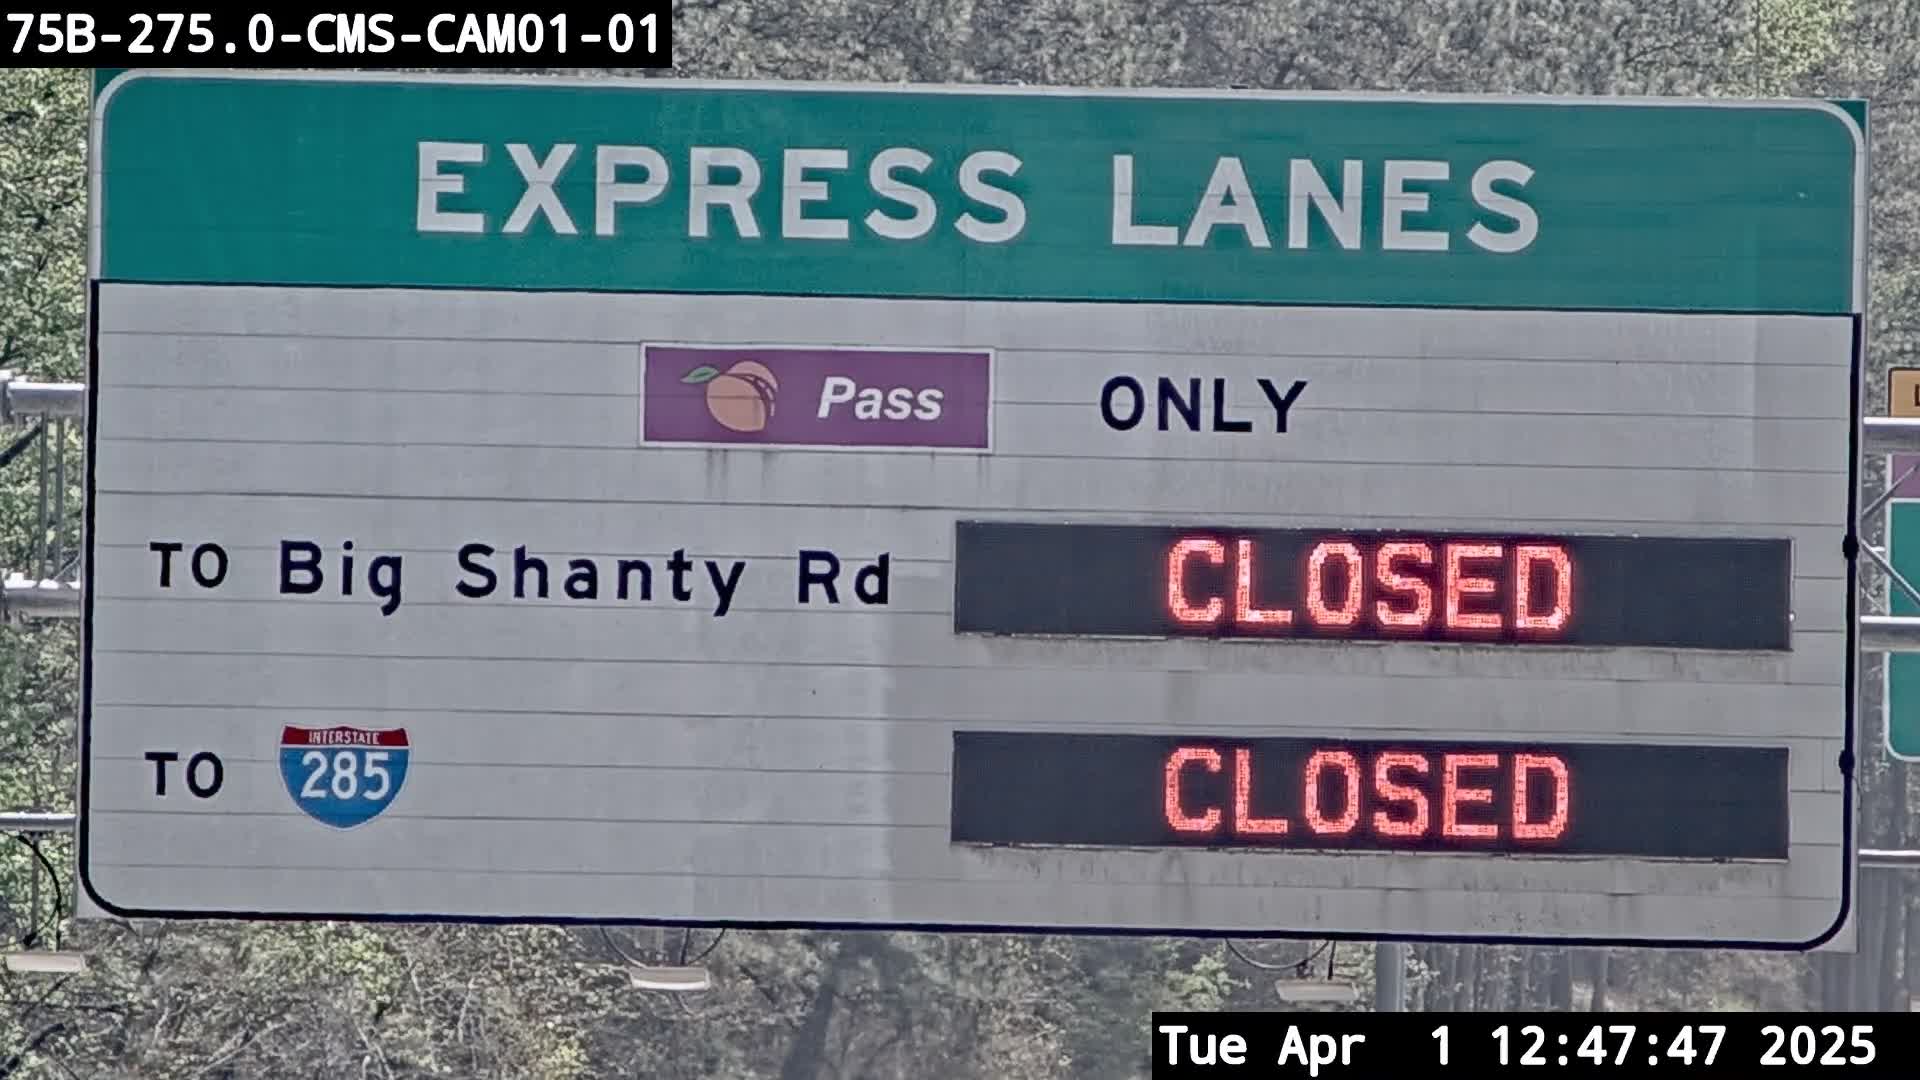 75B-275.0-CMS-CAM01-01
EXPRESS LANES
Pass ONLY
TO Big Shanty Rd CLOSED
TO INTERSTATE 285 CLOSED
Tue Apr 1 12:47:47 2025